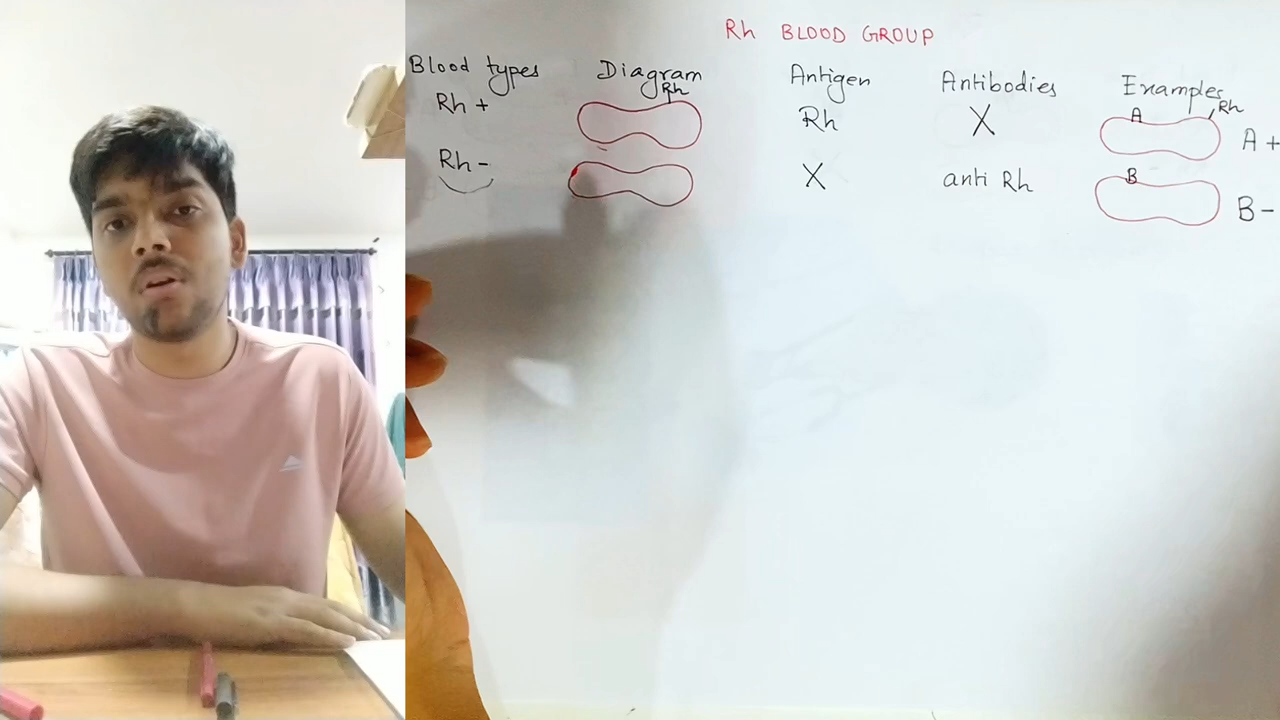 Rh BLOOD GROUP
Blood types Diagram Antigen Antibodies Examples
Rh + Rh Rh X A Rh A +
Rh - X anti Rh B B -